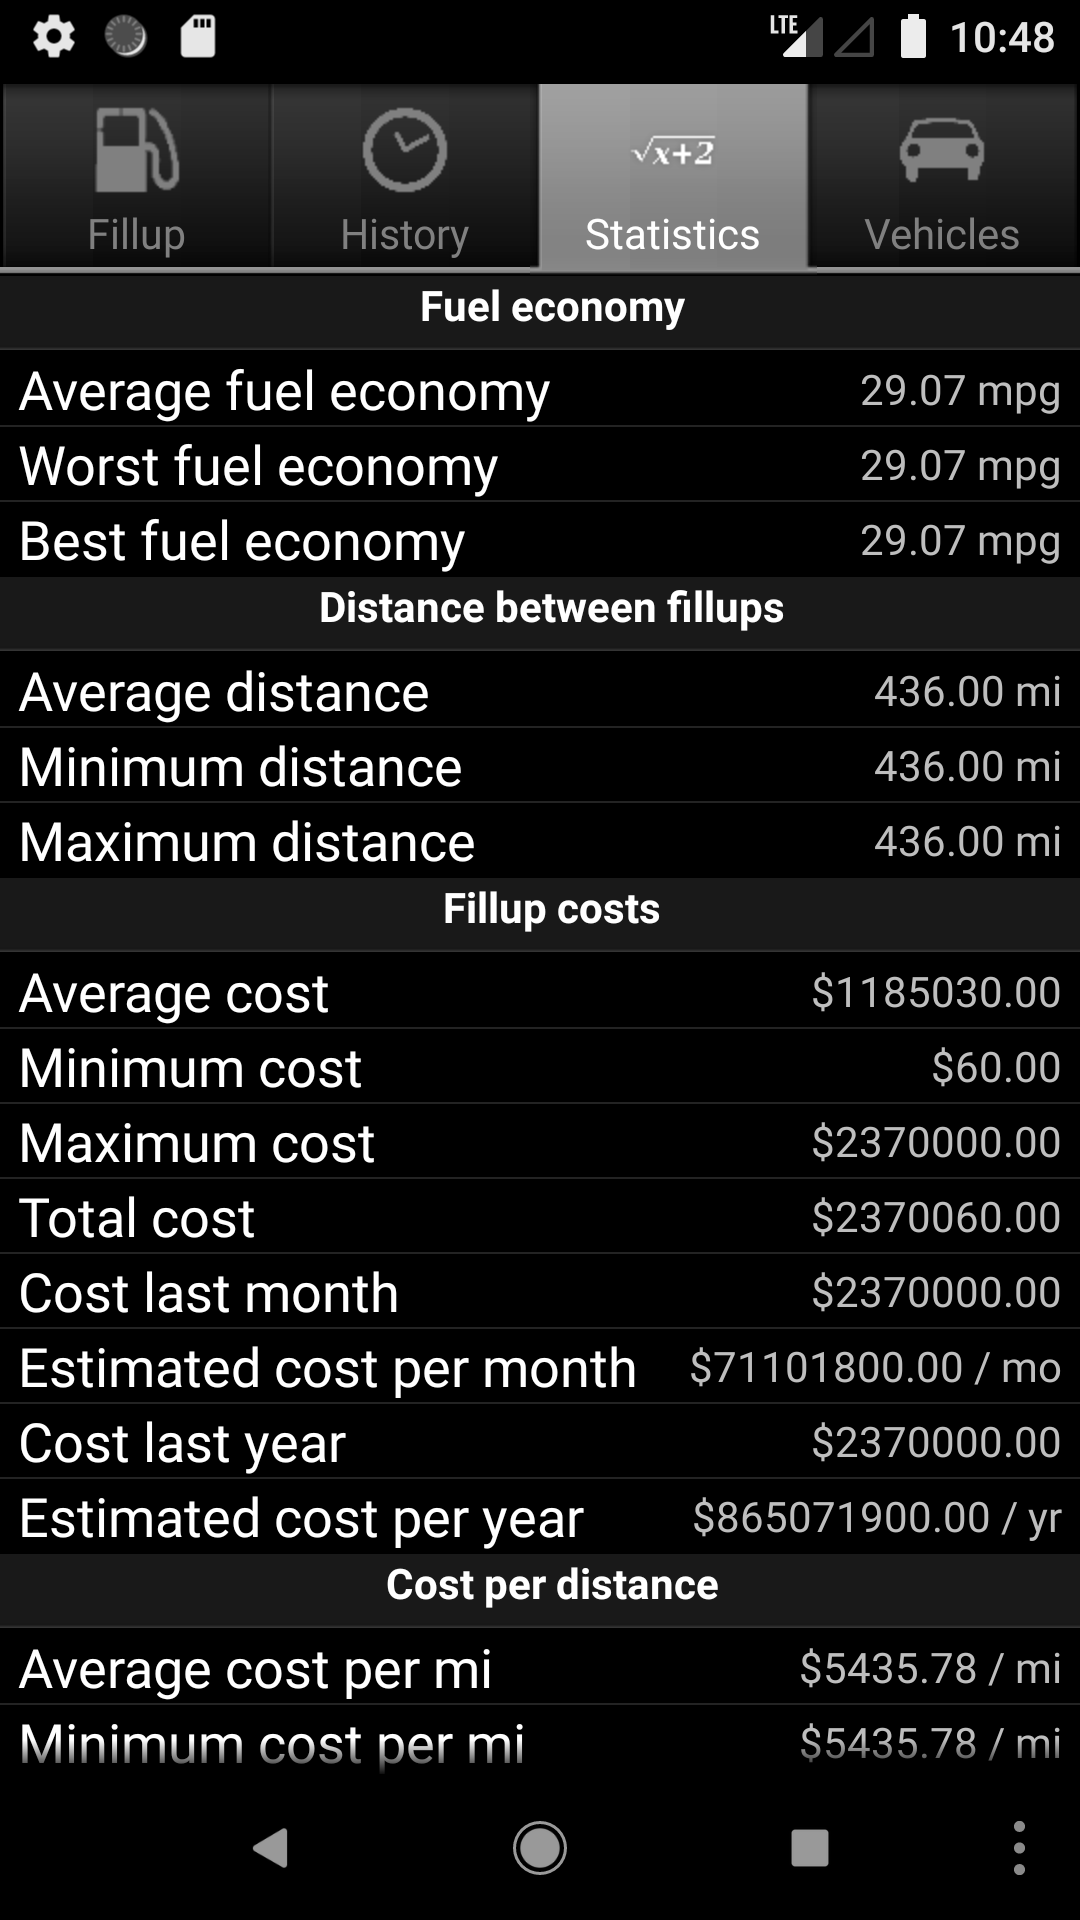 LTE 10:48
√x+2
Fillup History Statistics Vehicles
Fuel economy
Average fuel economy 29.07 mpg
Worst fuel economy 29.07 mpg
Best fuel economy 29.07 mpg
Distance between fillups
Average distance 436.00 mi
Minimum distance 436.00 mi
Maximum distance 436.00 mi
Fillup costs
Average cost $1185030.00
Minimum cost $60.00
Maximum cost $2370000.00
Total cost $2370060.00
Cost last month $2370000.00
Estimated cost per month $71101800.00 / mo
Cost last year $2370000.00
Estimated cost per year $865071900.00 / yr
Cost per distance
Average cost per mi $5435.78 / mi
Minimum cost per mi $5435.78 / mi